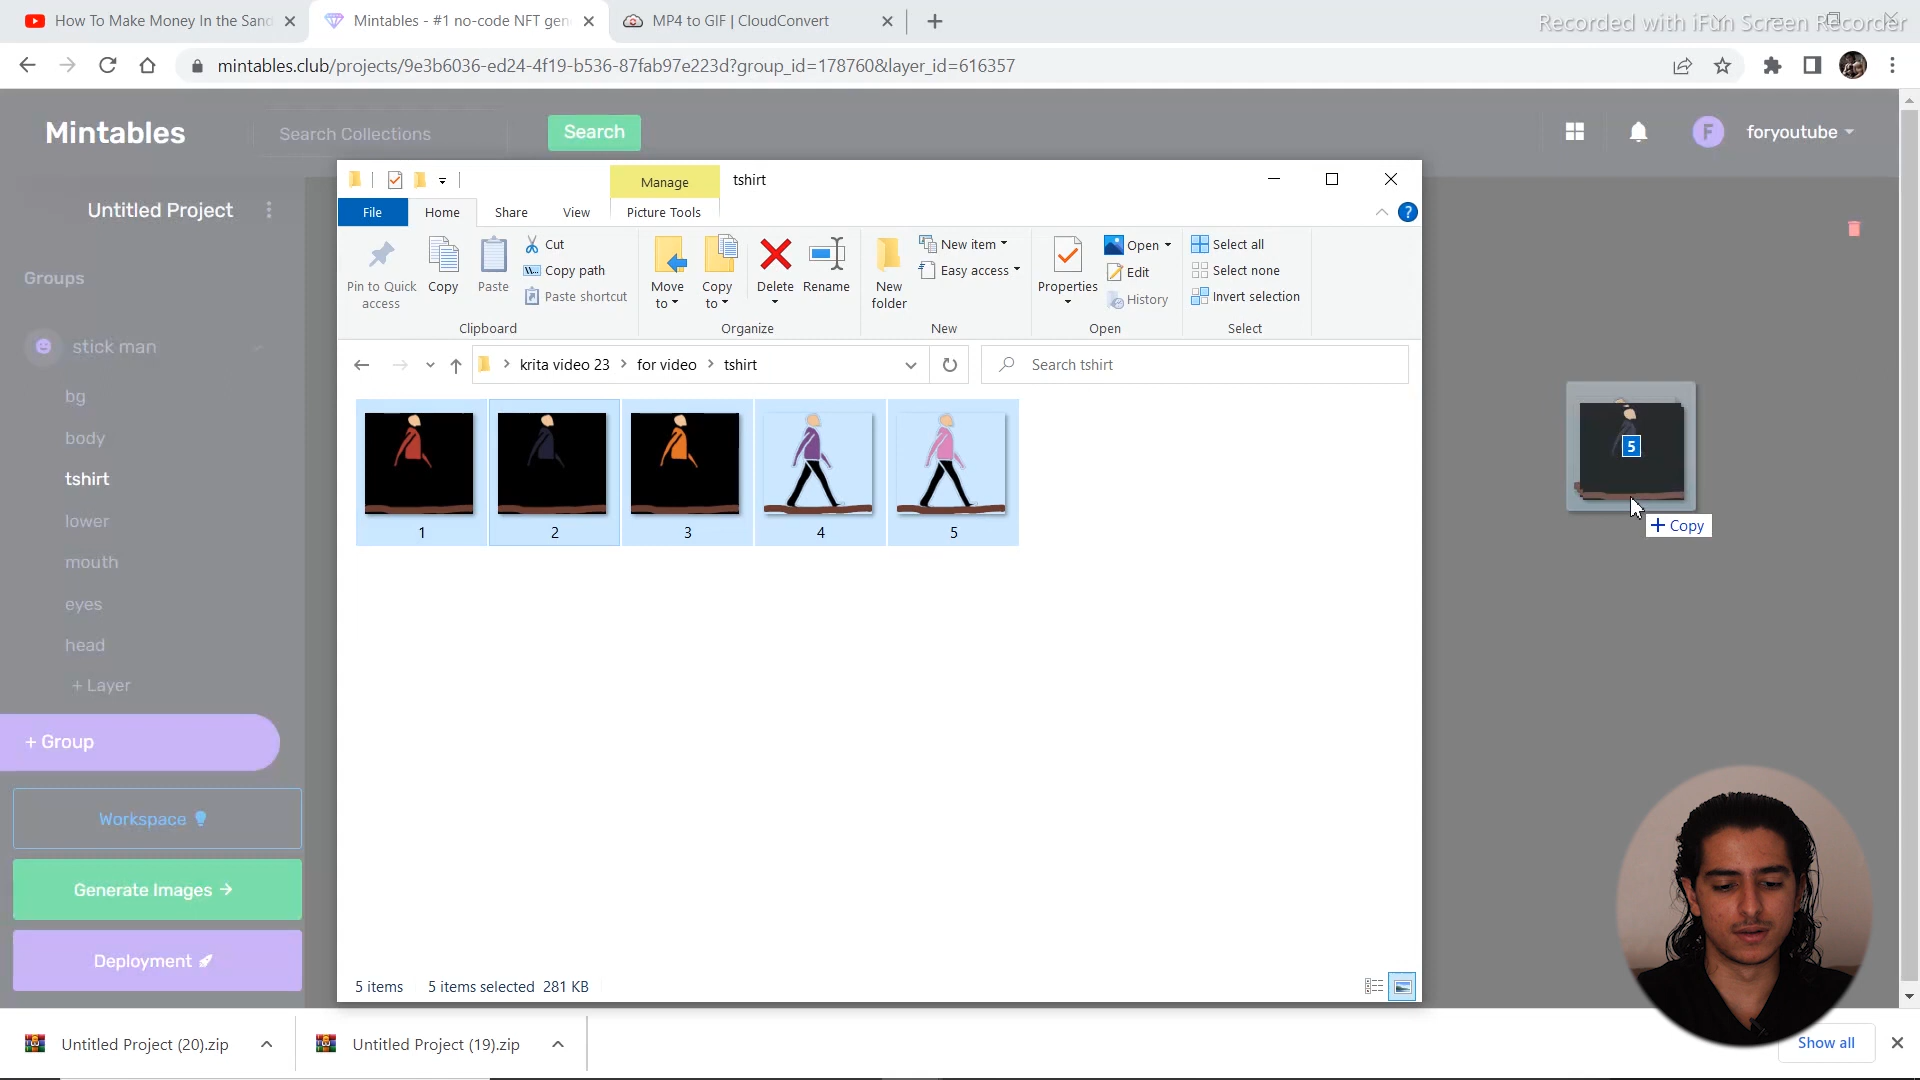 How To Make Money In the Sand
Mintables - #1 no-code NFT gen
MP4 to GIF | CloudConvert
Recorded with iFun Screen Recorder
mintables.club/projects/9e3b6036-ed24-4f19-b536-87fab97e223d?group_id=178760&layer_id=616357
Mintables
Search Collections
Search
F
foryoutube
Untitled Project
Groups
stick man
bg
body
tshirt
lower
mouth
eyes
head
+ Layer
+ Group
Workspace
Generate Images →
Deployment
Manage
tshirt
File
Home
Share
View
Picture Tools
?
Pin to Quick access
Copy
Paste
Cut
Copy path
Paste shortcut
Clipboard
Move to
Copy to
Delete
Rename
Organize
New folder
New item
Easy access
New
Properties
Open
Edit
History
Open
Select all
Select none
Invert selection
Select
krita video 23
for video
tshirt
Search tshirt
1
2
3
4
5
5
+ Copy
5 items
5 items selected 281 KB
Untitled Project (20).zip
Untitled Project (19).zip
Show all